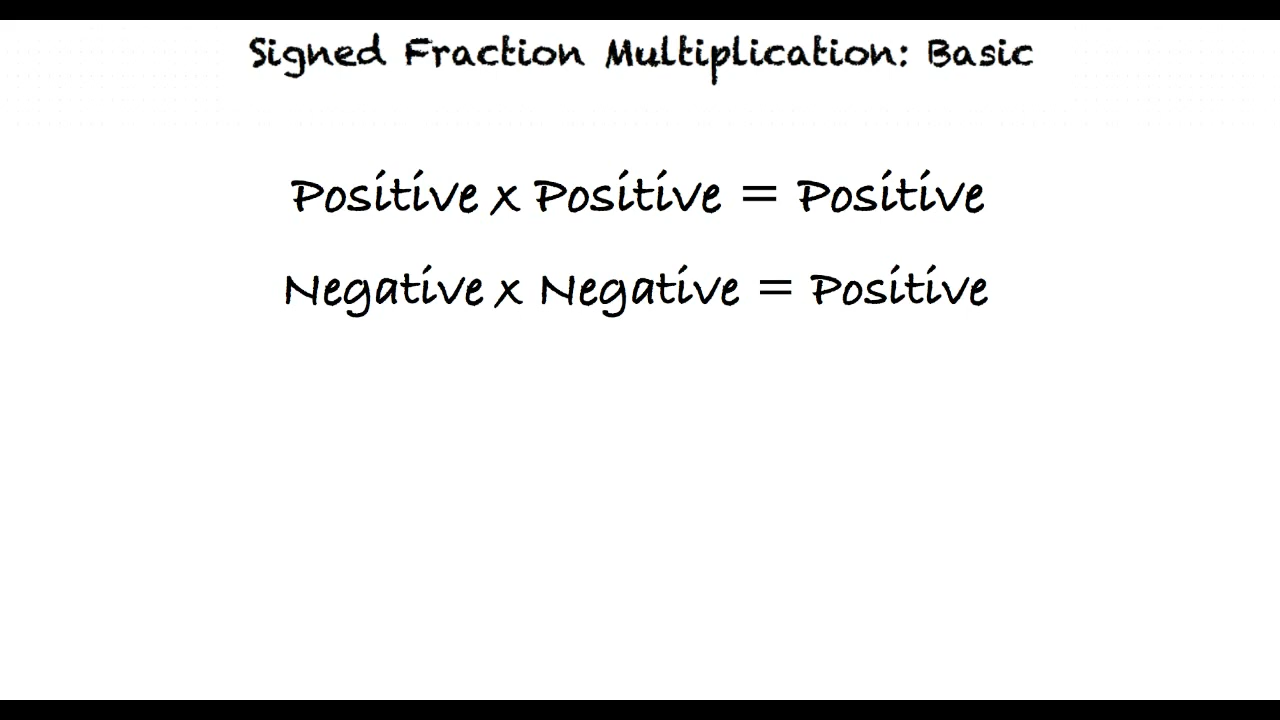 Signed Fraction Multiplication: Basic
Positive x Positive = Positive
Negative x Negative = Positive